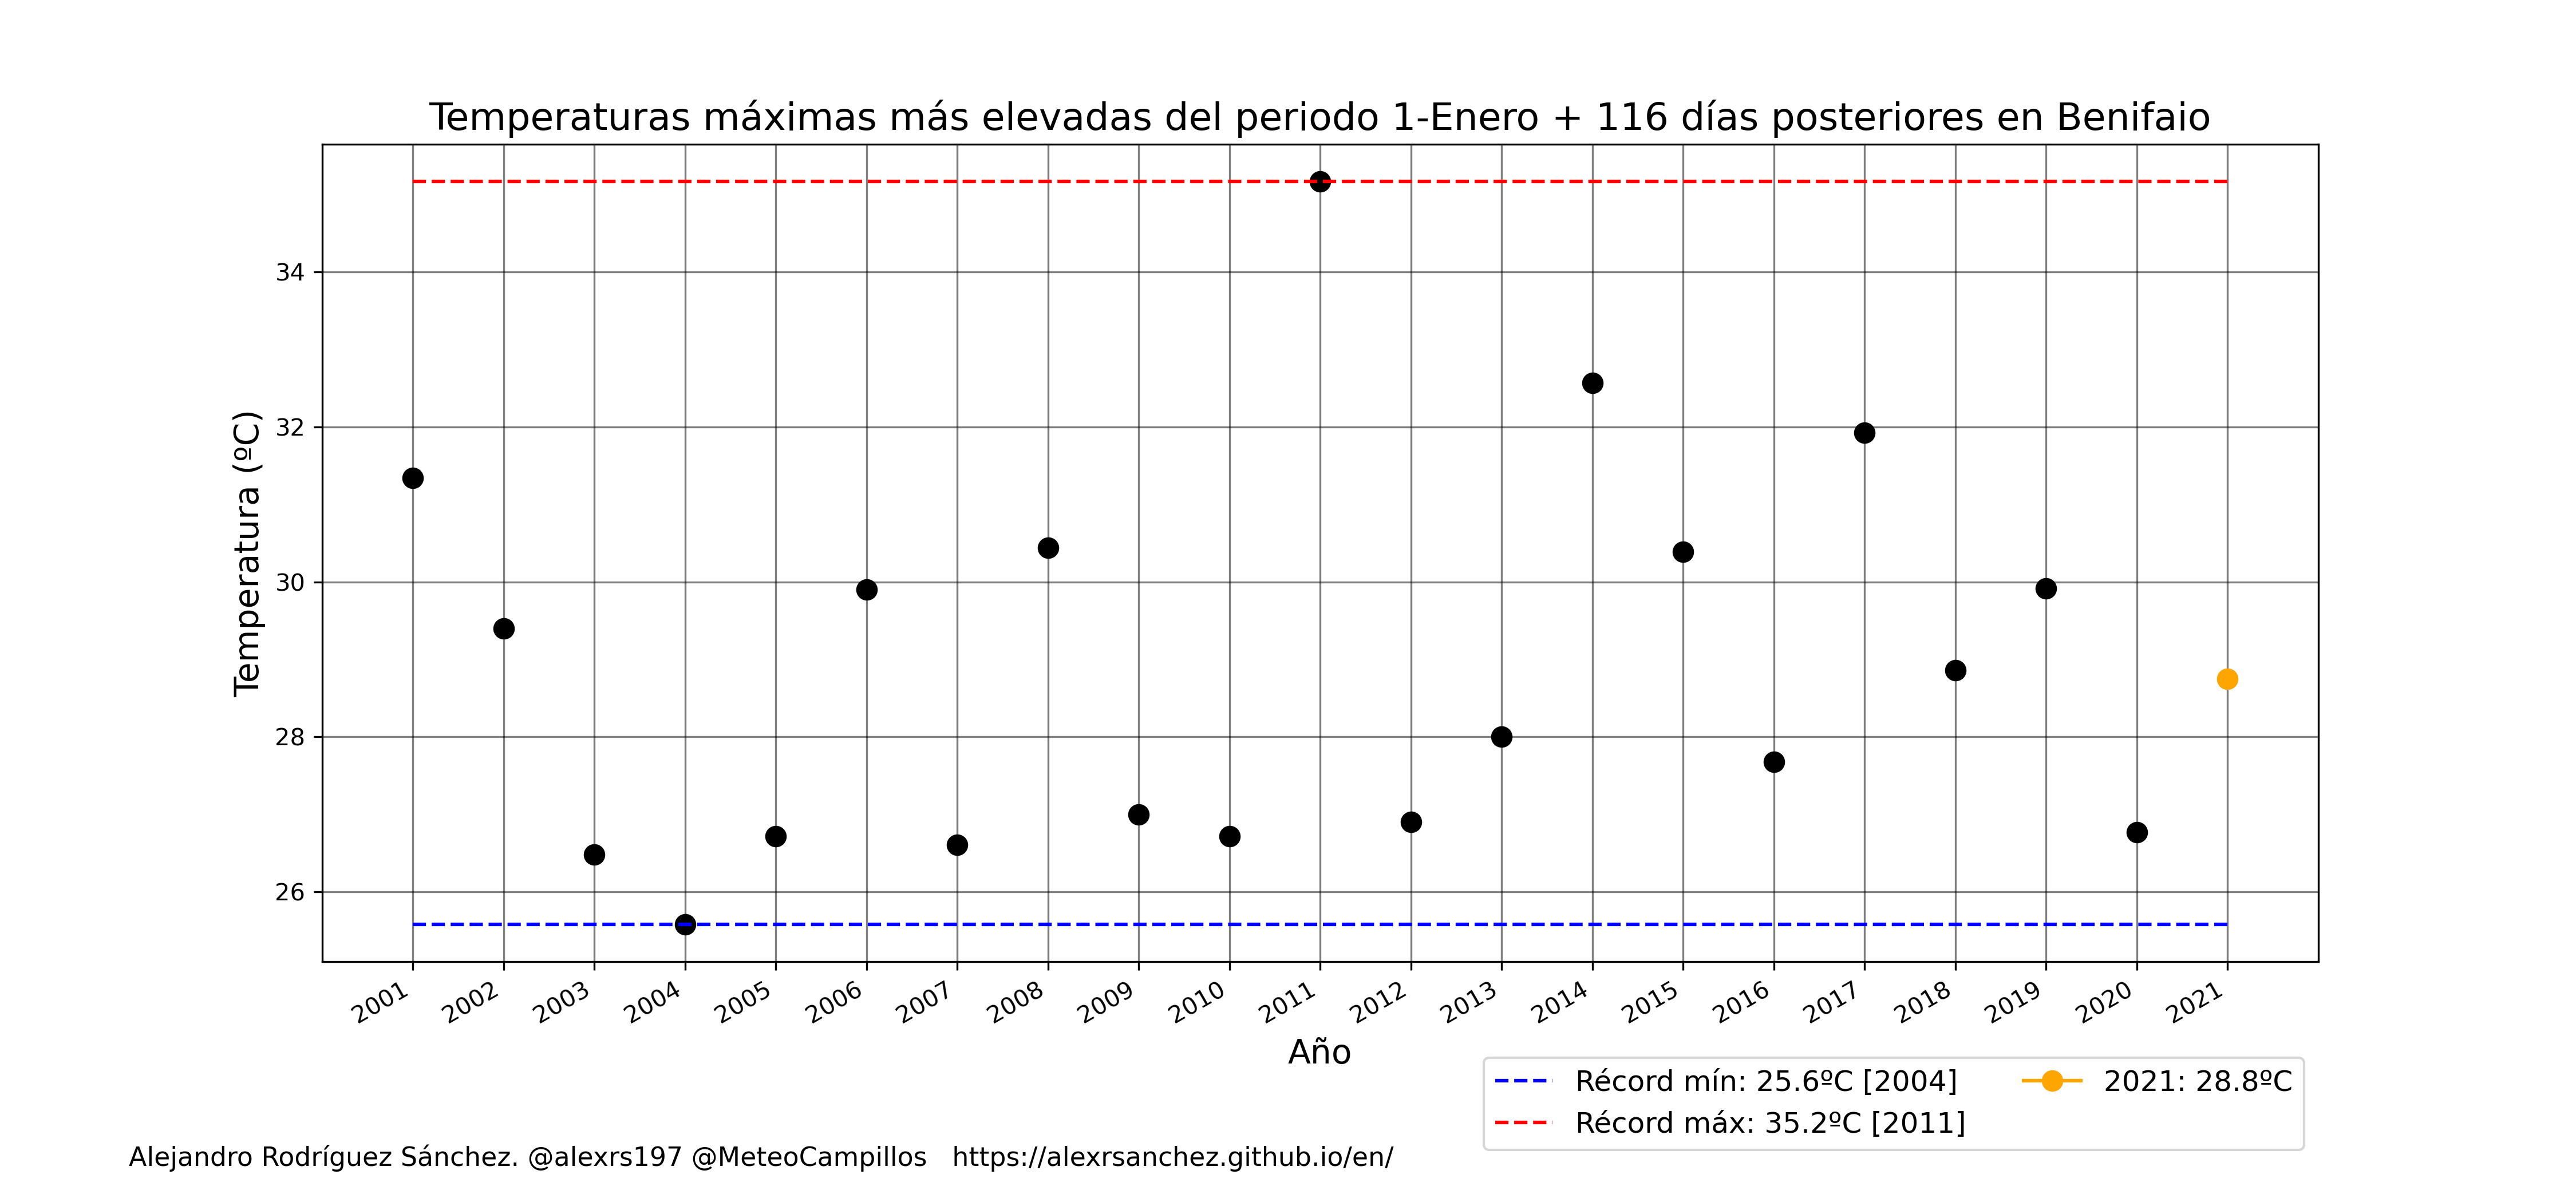 Temperaturas máximas más elevadas del periodo 1-Enero + 116 días posteriores en Benifaio
Temperatura (ºC)
34
32
30
28
26
2001 2002 2003 2004 2005 2006 2007 2008 2009 2010 2011 2012 2013 2014 2015 2016 2017 2018 2019 2020 2021
Año
Récord mín: 25.6ºC [2004]
Récord máx: 35.2ºC [2011]
2021: 28.8ºC
Alejandro Rodríguez Sánchez. @alexrs197 @MeteoCampillos https://alexrsanchez.github.io/en/